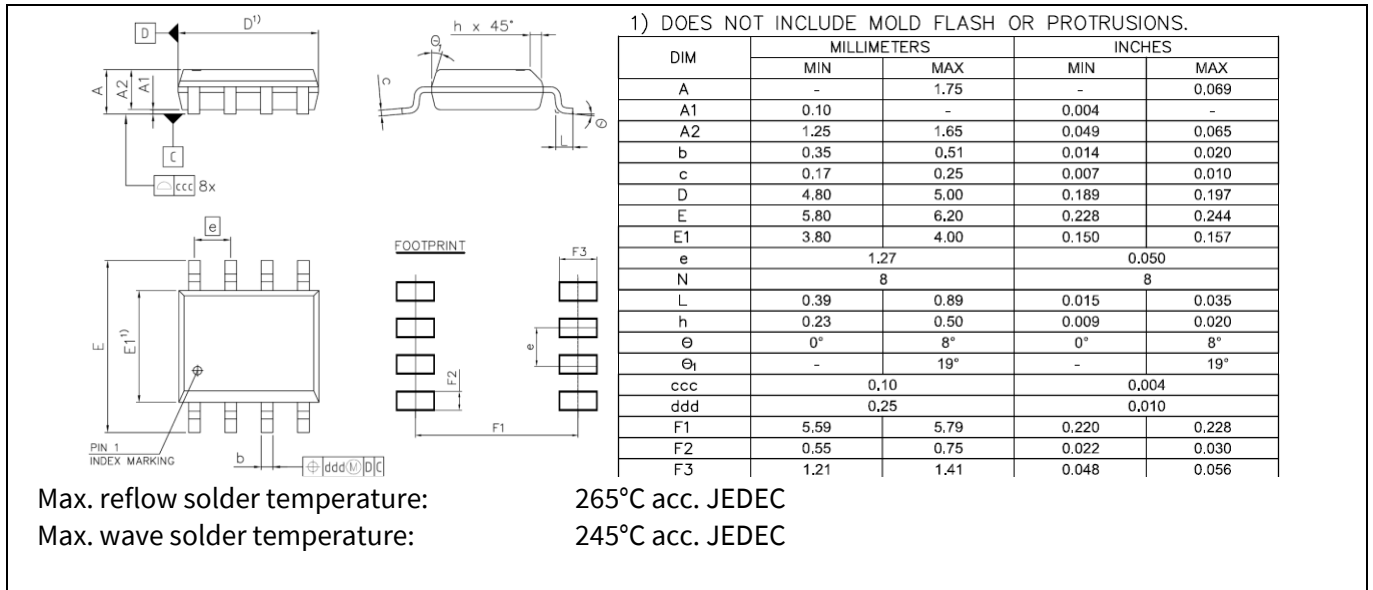 1) DOES NOT INCLUDE MOLD FLASH OR PROTRUSIONS.
D
D1)
h x 45°
Θ1
A
A2
A1
c
Θ
L
C
ccc 8x
e
FOOTPRINT
F3
E
E1 1)
e
F2
F1
PIN 1
INDEX MARKING
b
⌖ ddd Ⓜ D C
DIM MILLIMETERS INCHES
MIN MAX MIN MAX
A - 1.75 - 0.069
A1 0.10 - 0.004 -
A2 1.25 1.65 0.049 0.065
b 0.35 0.51 0.014 0.020
c 0.17 0.25 0.007 0.010
D 4.80 5.00 0.189 0.197
E 5.80 6.20 0.228 0.244
E1 3.80 4.00 0.150 0.157
e 1.27 0.050
N 8 8
L 0.39 0.89 0.015 0.035
h 0.23 0.50 0.009 0.020
Θ 0° 8° 0° 8°
Θ1 - 19° - 19°
ccc 0.10 0.004
ddd 0.25 0.010
F1 5.59 5.79 0.220 0.228
F2 0.55 0.75 0.022 0.030
F3 1.21 1.41 0.048 0.056
Max. reflow solder temperature: 265°C acc. JEDEC
Max. wave solder temperature: 245°C acc. JEDEC